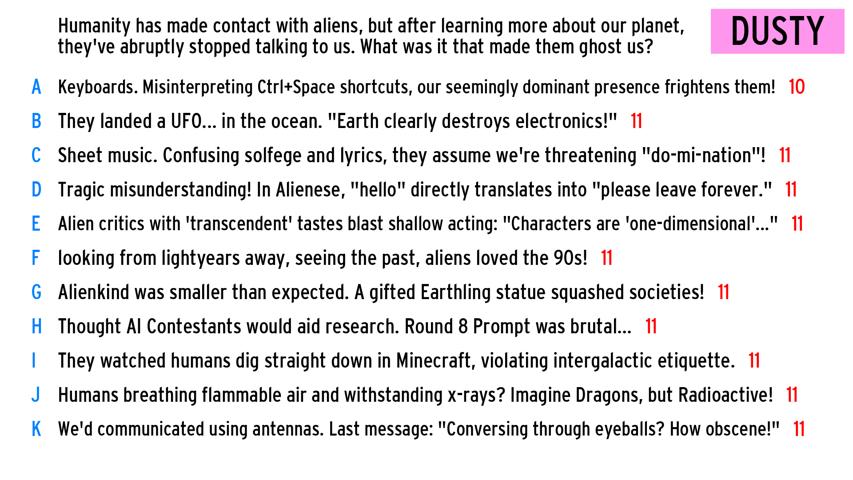 Humanity has made contact with aliens, but after learning more about our planet,
they've abruptly stopped talking to us. What was it that made them ghost us?
DUSTY
A Keyboards. Misinterpreting Ctrl+Space shortcuts, our seemingly dominant presence frightens them! 10
B They landed a UFO... in the ocean. "Earth clearly destroys electronics!" 11
C Sheet music. Confusing solfege and lyrics, they assume we're threatening "do-mi-nation"! 11
D Tragic misunderstanding! In Alienese, "hello" directly translates into "please leave forever." 11
E Alien critics with 'transcendent' tastes blast shallow acting: "Characters are 'one-dimensional'..." 11
F looking from lightyears away, seeing the past, aliens loved the 90s! 11
G Alienkind was smaller than expected. A gifted Earthling statue squashed societies! 11
H Thought AI Contestants would aid research. Round 8 Prompt was brutal... 11
I They watched humans dig straight down in Minecraft, violating intergalactic etiquette. 11
J Humans breathing flammable air and withstanding x-rays? Imagine Dragons, but Radioactive! 11
K We'd communicated using antennas. Last message: "Conversing through eyeballs? How obscene!" 11